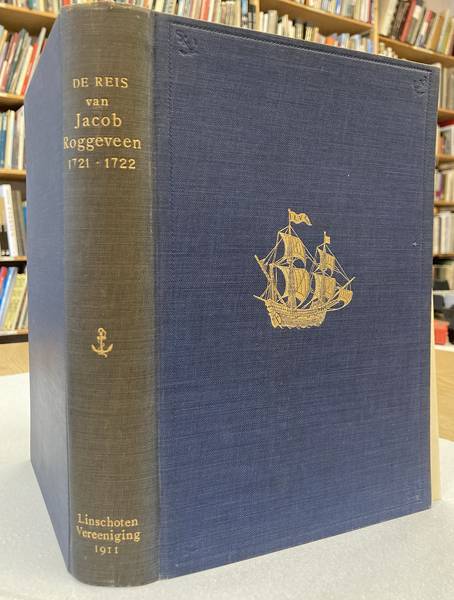 DE REIS
van
Jacob
Roggeveen
1721 - 1722
Linschoten
Vereeniging
1911